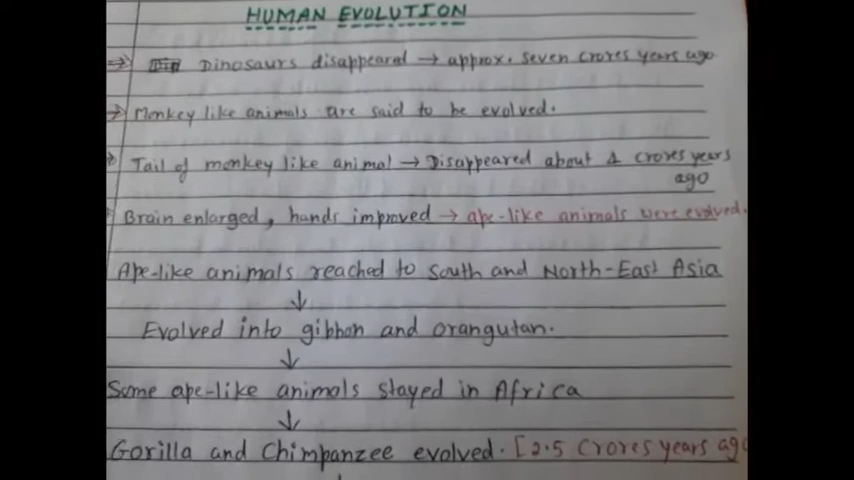 HUMAN EVOLUTION
⇒ Dinosaurs disappeared → approx. seven crores years ago
→ Monkey like animals are said to be evolved.
Tail of monkey like animal → Disappeared about 4 crores years
ago
Brain enlarged, hands improved → ape-like animals were evolved.
Ape-like animals reached to South and North-East Asia
↓
Evolved into gibbon and orangutan.
↓
Some ape-like animals stayed in Africa
↓
Gorilla and Chimpanzee evolved. [2.5 Crores years ago